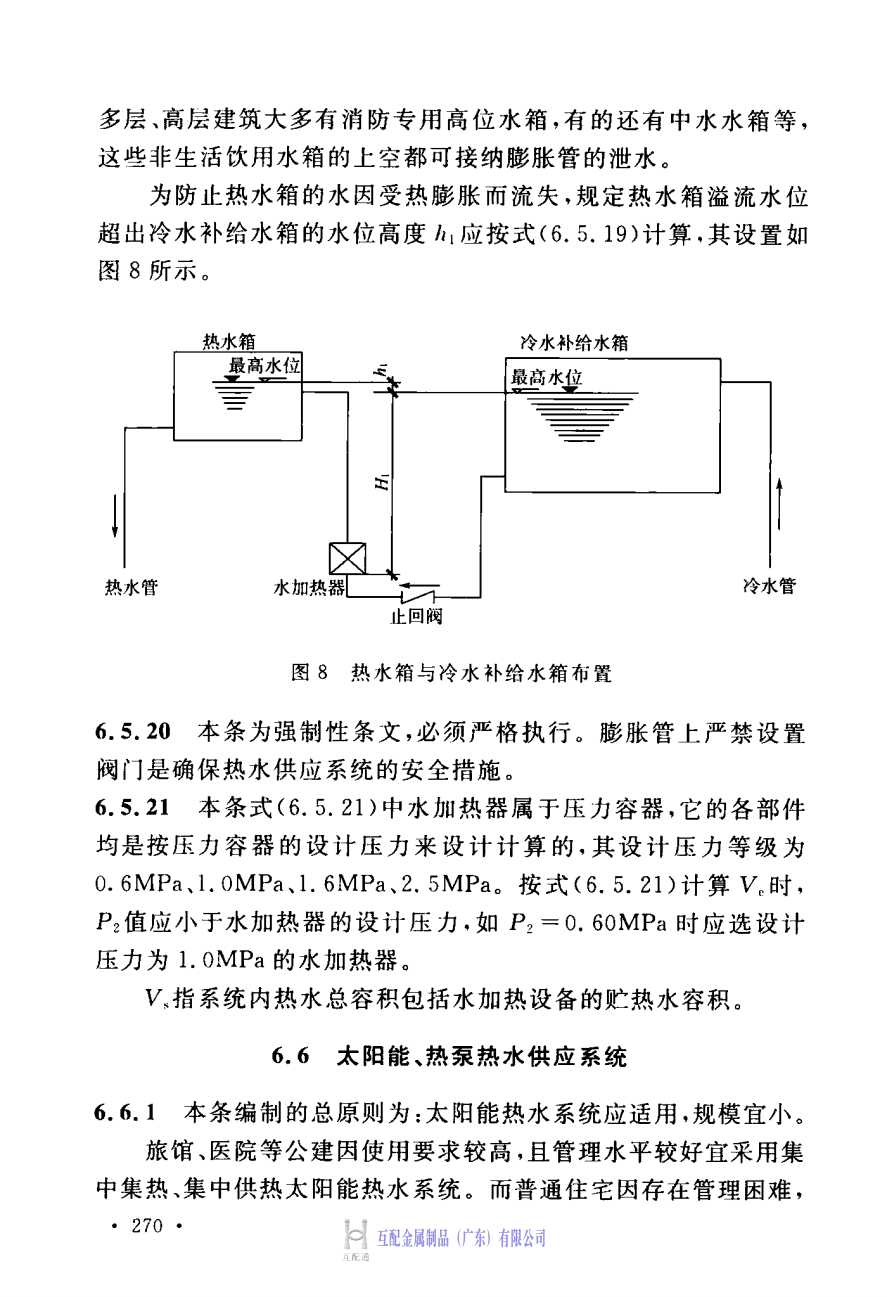 多层、高层建筑大多有消防专用高位水箱,有的还有中水水箱等,
这些非生活饮用水箱的上空都可接纳膨胀管的泄水。
为防止热水箱的水因受热膨胀而流失,规定热水箱溢流水位
超出冷水补给水箱的水位高度 h₁应按式(6.5.19)计算,其设置如
图 8 所示。
热水箱
冷水补给水箱
最高水位
h₁
最高水位
H₁
热水管
水加热器
冷水管
止回阀
图 8 热水箱与冷水补给水箱布置
6.5.20 本条为强制性条文,必须严格执行。膨胀管上严禁设置
阀门是确保热水供应系统的安全措施。
6.5.21 本条式(6.5.21)中水加热器属于压力容器,它的各部件
均是按压力容器的设计压力来设计计算的,其设计压力等级为
0.6MPa、1.0MPa、1.6MPa、2.5MPa。按式(6.5.21)计算 Vₑ时,
P₂值应小于水加热器的设计压力,如 P₂=0.60MPa 时应选设计
压力为 1.0MPa 的水加热器。
Vₛ指系统内热水总容积包括水加热设备的贮热水容积。
6.6 太阳能、热泵热水供应系统
6.6.1 本条编制的总原则为:太阳能热水系统应适用,规模宜小。
旅馆、医院等公建因使用要求较高,且管理水平较好宜采用集
中集热、集中供热太阳能热水系统。而普通住宅因存在管理困难,
· 270 ·
互配金属制品(广东)有限公司
互配通